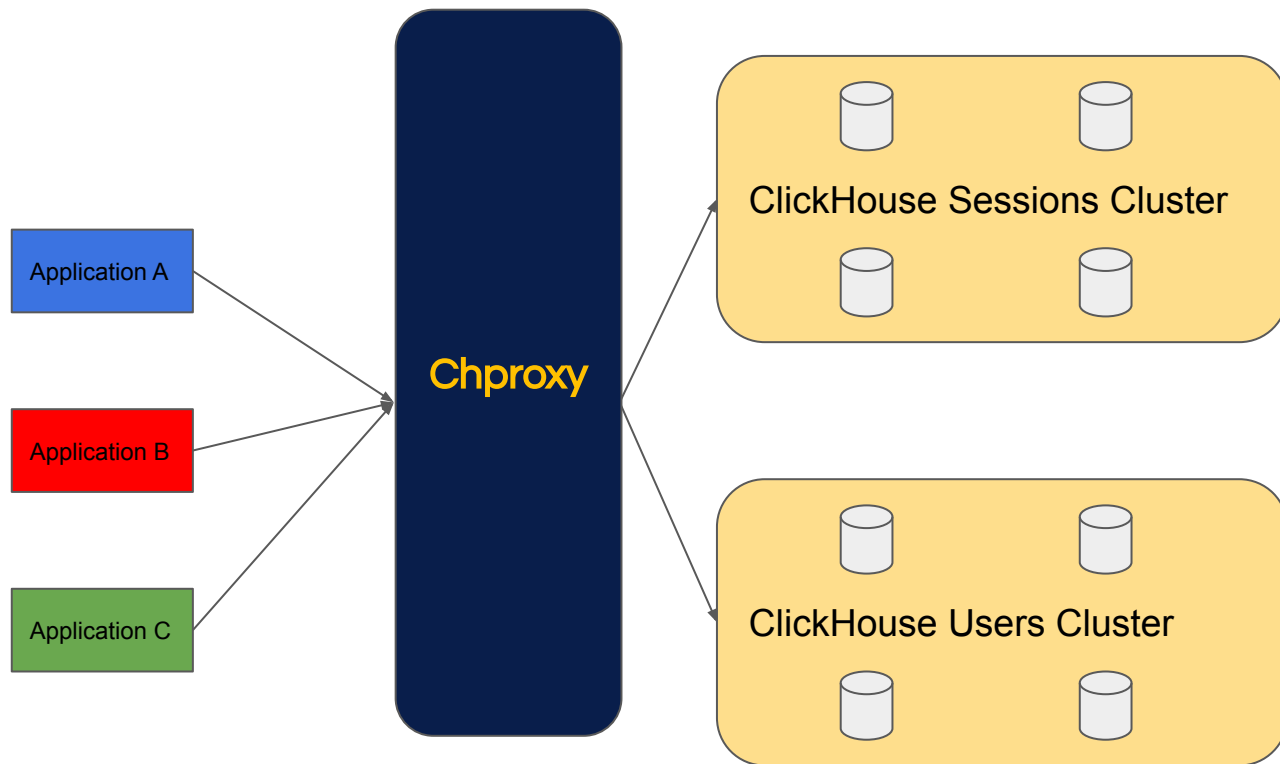 Application A
Application B
Application C
Chproxy
ClickHouse Sessions Cluster
ClickHouse Users Cluster